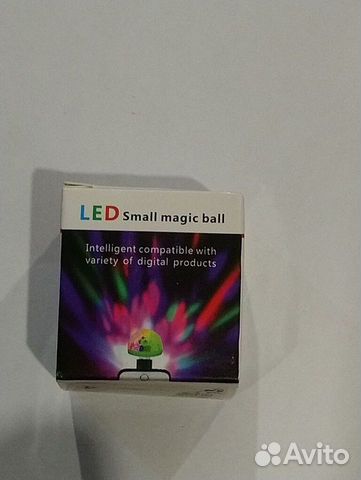 LED Small magic ball
Intelligent compatible with
variety of digital products
Avito